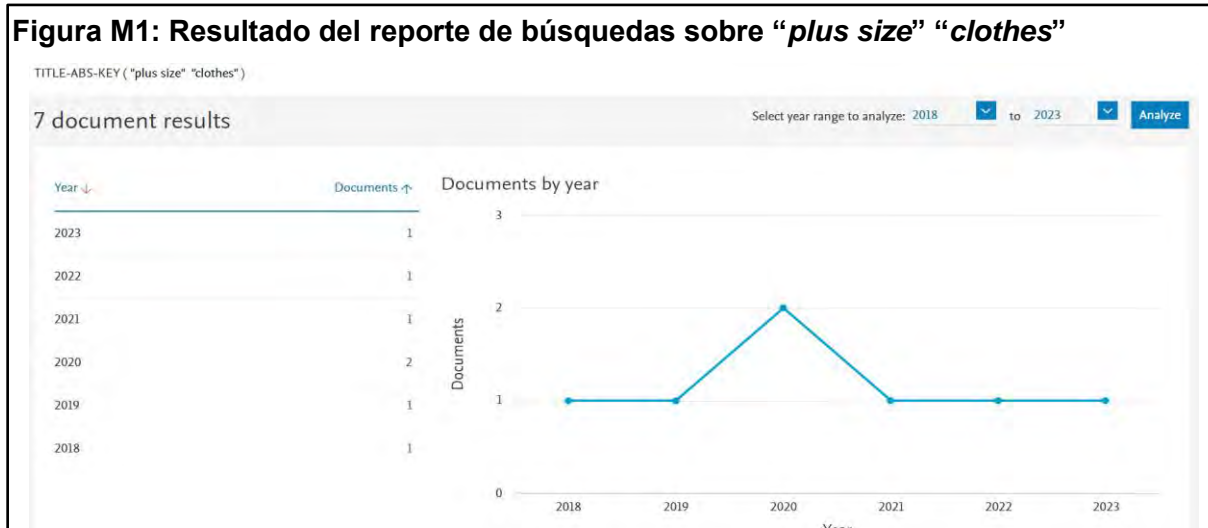 Figura M1: Resultado del reporte de búsquedas sobre “plus size” “clothes”
TITLE-ABS-KEY ( "plus size" "clothes" )
7 document results
Select year range to analyze: 2018 to 2023 Analyze
Year Documents
2023 1
2022 1
2021 1
2020 2
2019 1
2018 1
Documents by year
3
2
1
0
Documents
2018 2019 2020 2021 2022 2023
Year